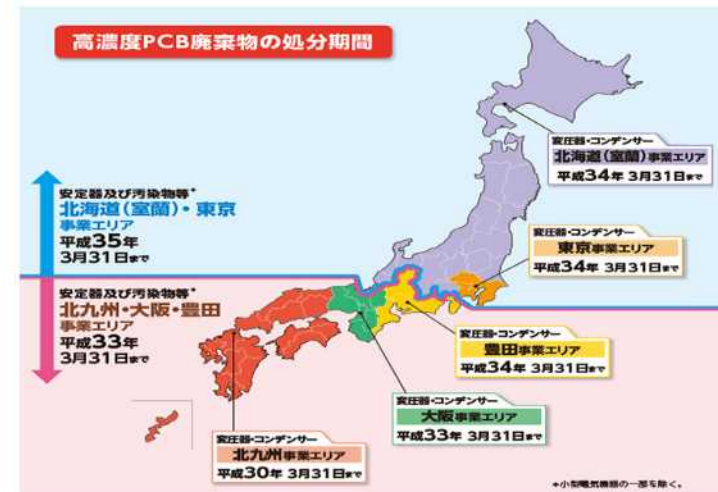 高濃度PCB廃棄物の処分期間
変圧器・コンデンサー
北海道(室蘭)事業エリア
平成34年 3月31日まで
安定器及び汚染物等*
北海道(室蘭)・東京
事業エリア
平成35年
3月31日まで
変圧器・コンデンサー
東京事業エリア
平成34年 3月31日まで
安定器及び汚染物等*
北九州・大阪・豊田
事業エリア
平成33年
3月31日まで
変圧器・コンデンサー
豊田事業エリア
平成34年 3月31日まで
変圧器・コンデンサー
大阪事業エリア
平成33年 3月31日まで
変圧器・コンデンサー
北九州事業エリア
平成30年 3月31日まで
*小型電気機器の一部を除く。